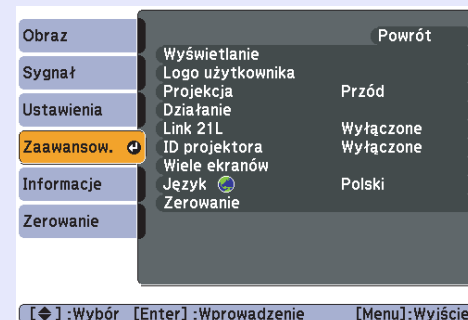 Obraz
Sygnał
Ustawienia
Zaawansow.
Informacje
Zerowanie
Powrót
Wyświetlanie
Logo użytkownika
Projekcja Przód
Działanie
Link 21L Wyłączone
ID projektora Wyłączone
Wiele ekranów
Język Polski
Zerowanie
[◆] :Wybór [Enter] :Wprowadzenie [Menu]:Wyjście